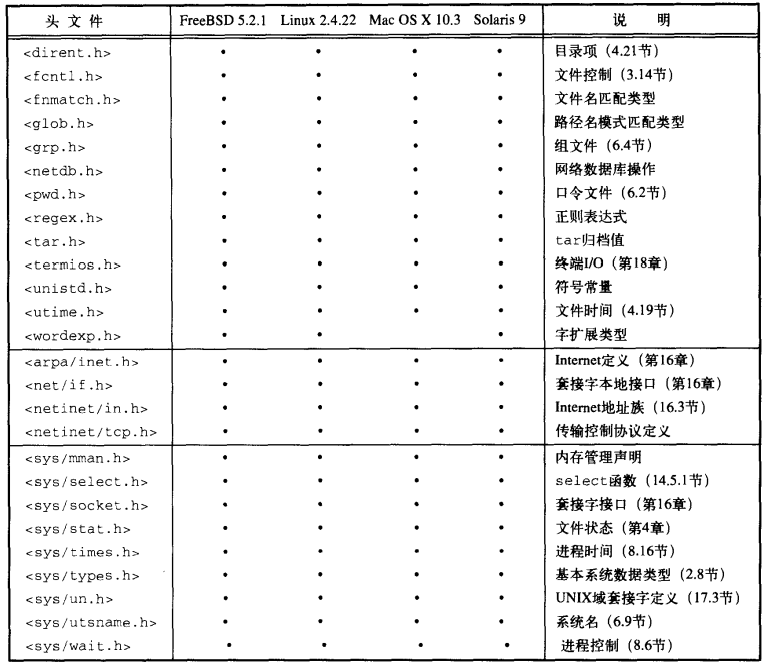 头 文 件 FreeBSD 5.2.1 Linux 2.4.22 Mac OS X 10.3 Solaris 9 说 明
<dirent.h> • • • • 目录项（4.21节）
<fcntl.h> • • • • 文件控制（3.14节）
<fnmatch.h> • • • • 文件名匹配类型
<glob.h> • • • • 路径名模式匹配类型
<grp.h> • • • • 组文件（6.4节）
<netdb.h> • • • • 网络数据库操作
<pwd.h> • • • • 口令文件（6.2节）
<regex.h> • • • • 正则表达式
<tar.h> • • • • tar归档值
<termios.h> • • • • 终端I/O（第18章）
<unistd.h> • • • • 符号常量
<utime.h> • • • • 文件时间（4.19节）
<wordexp.h> • • • 字扩展类型
<arpa/inet.h> • • • • Internet定义（第16章）
<net/if.h> • • • • 套接字本地接口（第16章）
<netinet/in.h> • • • • Internet地址族（16.3节）
<netinet/tcp.h> • • • • 传输控制协议定义
<sys/mman.h> • • • • 内存管理声明
<sys/select.h> • • • • select函数（14.5.1节）
<sys/socket.h> • • • • 套接字接口（第16章）
<sys/stat.h> • • • • 文件状态（第4章）
<sys/times.h> • • • • 进程时间（8.16节）
<sys/types.h> • • • • 基本系统数据类型（2.8节）
<sys/un.h> • • • • UNIX域套接字定义（17.3节）
<sys/utsname.h> • • • • 系统名（6.9节）
<sys/wait.h> • • • • 进程控制（8.6节）